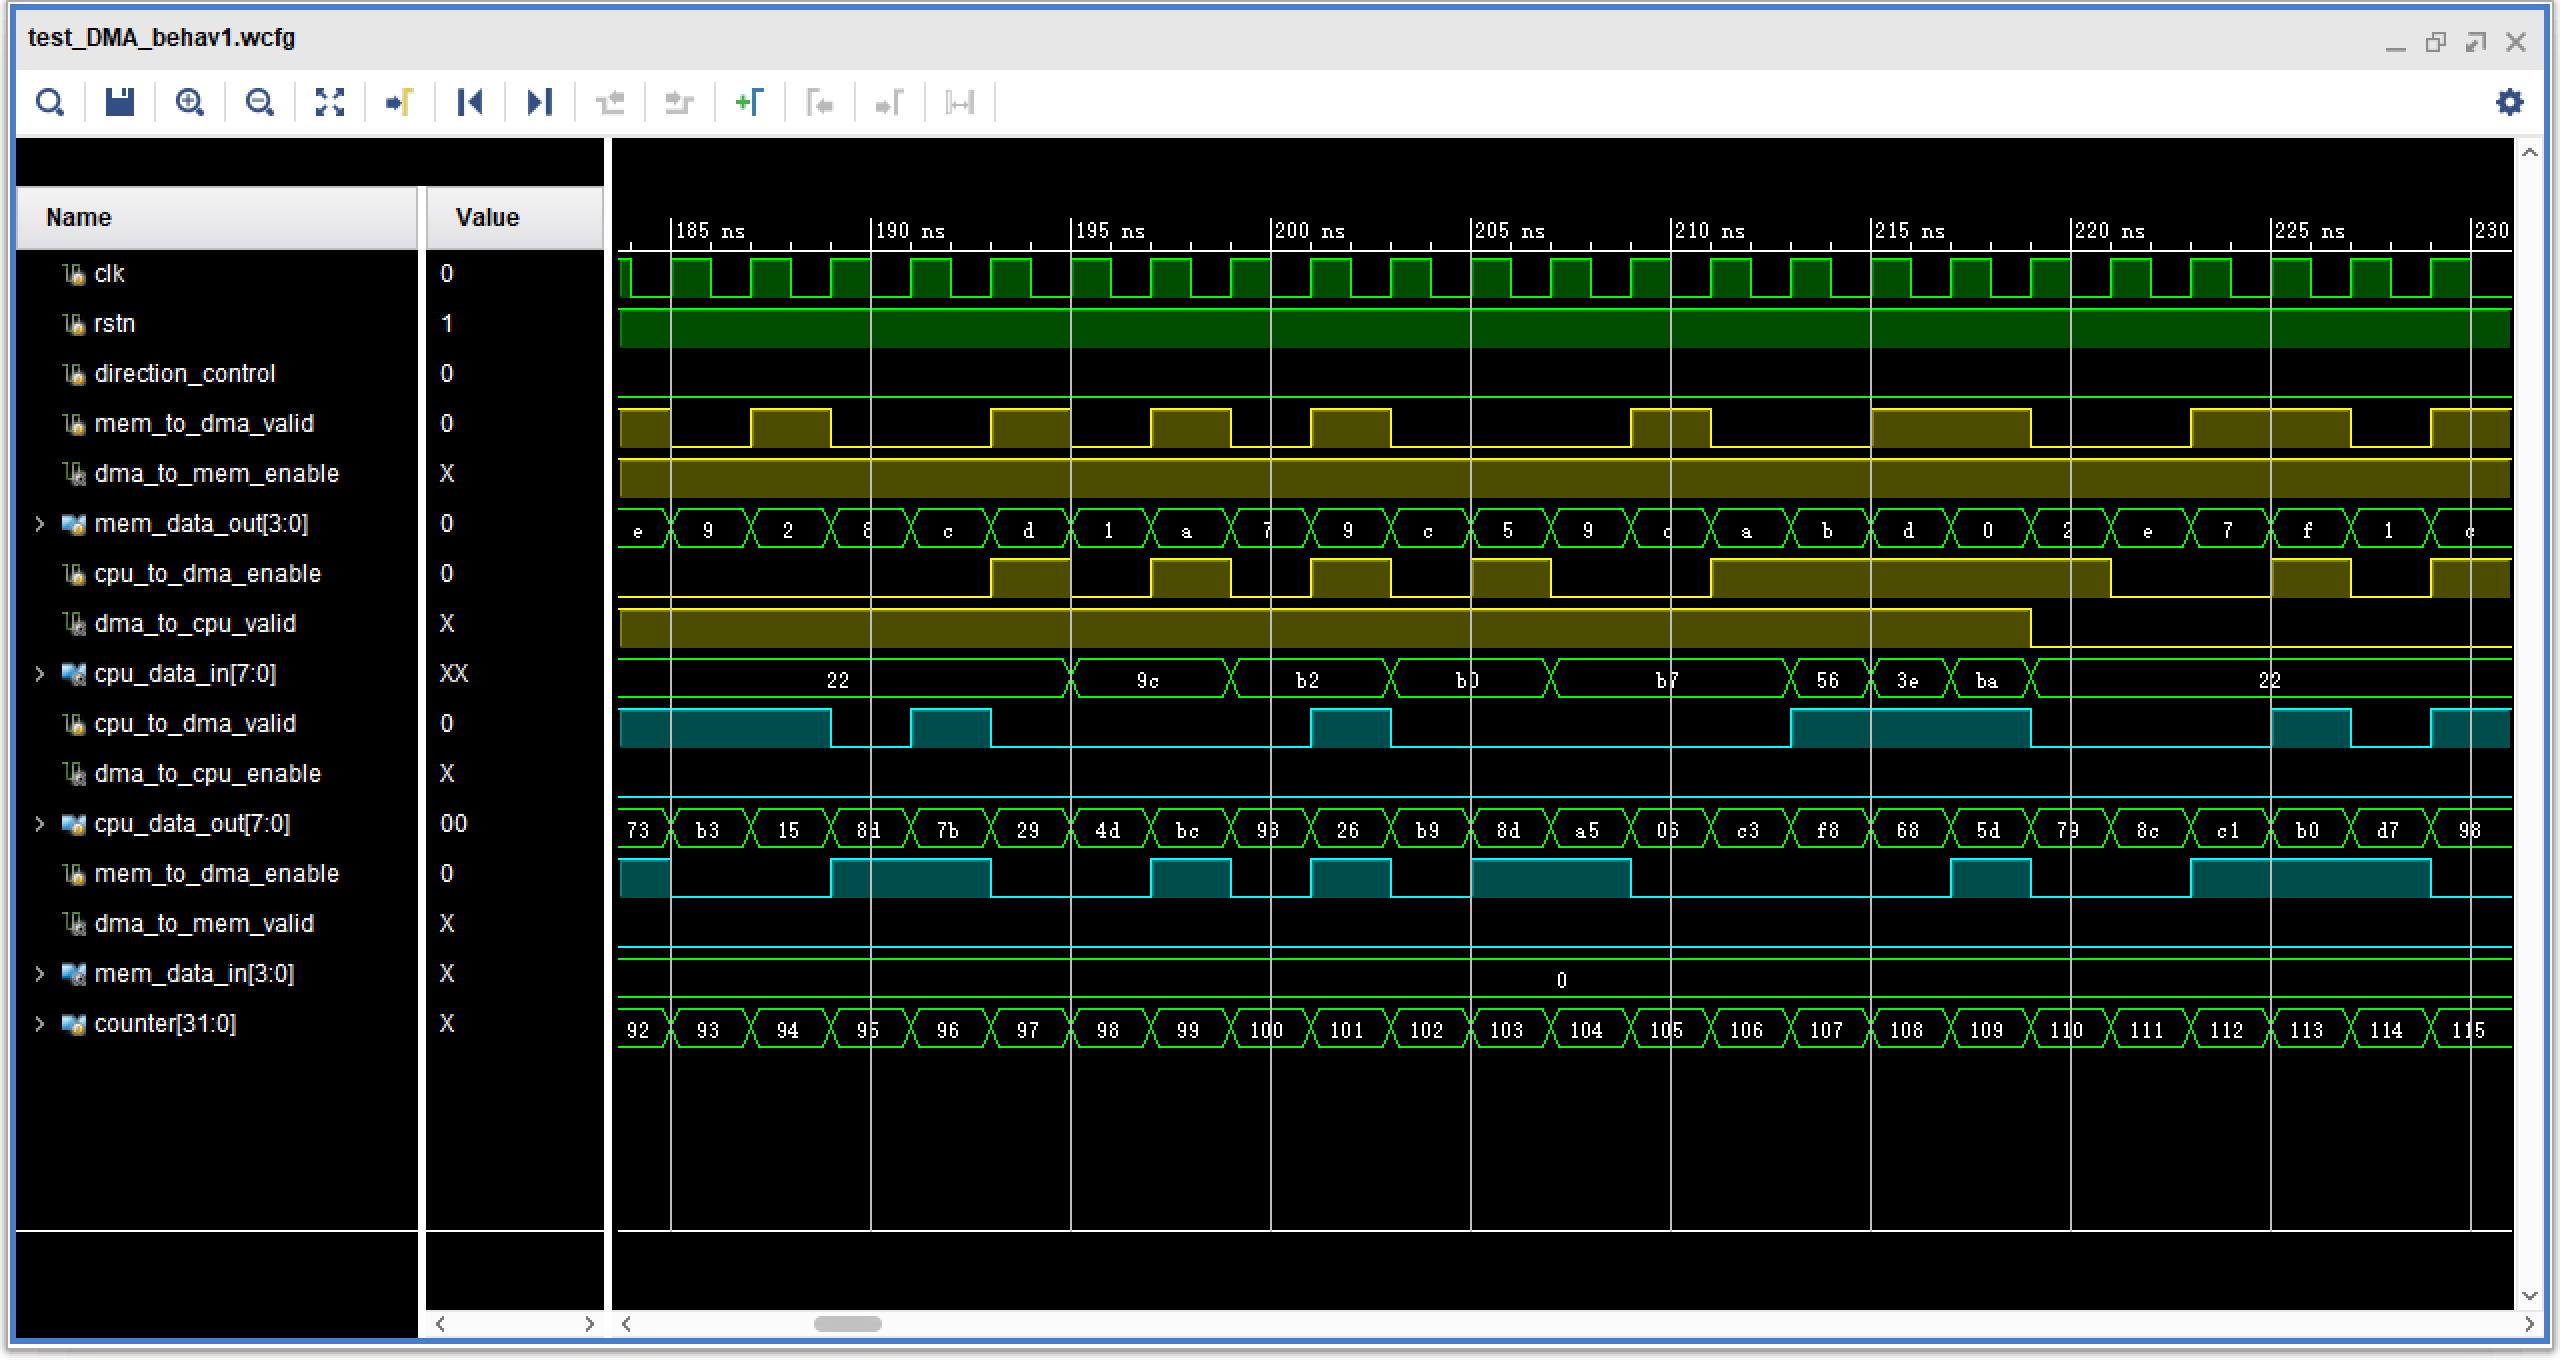 test_DMA_behav1.wcfg
Name Value
185 ns 190 ns 195 ns 200 ns 205 ns 210 ns 215 ns 220 ns 225 ns 230
clk 0
rstn 1
direction_control 0
mem_to_dma_valid 0
dma_to_mem_enable X
mem_data_out[3:0] 0 e 9 2 8 c d 1 a 7 9 c 5 9 a b d 0 2 e 7 f 1
cpu_to_dma_enable 0
dma_to_cpu_valid X
cpu_data_in[7:0] XX 22 9c b2 b0 b7 56 3e ba 22
cpu_to_dma_valid 0
dma_to_cpu_enable X
cpu_data_out[7:0] 00 73 b3 15 8d 7b 29 4d bc 26 b9 8d a5 06 c3 f8 68 5d 79 8c c1 b0 d7 98
mem_to_dma_enable 0
dma_to_mem_valid X
mem_data_in[3:0] X 0
counter[31:0] X 92 93 94 95 96 97 98 99 100 101 102 103 104 105 106 107 108 109 110 111 112 113 114 115